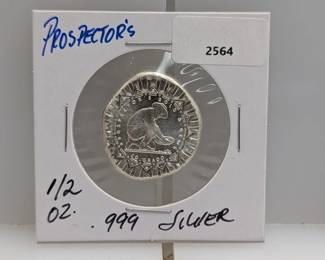 PROSPECTOR'S
2564
1/2
OZ.
.999 SILVER